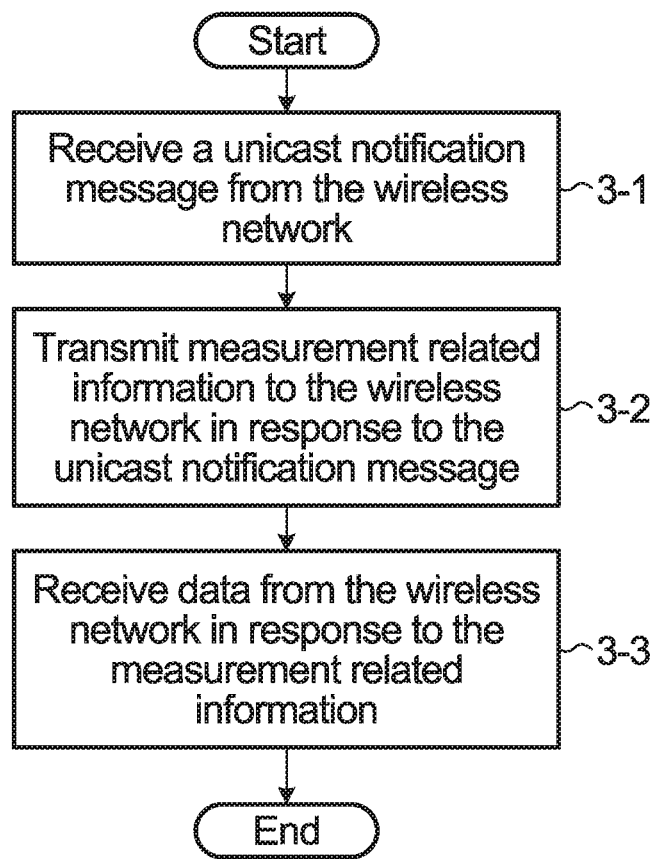 Start
Receive a unicast notification
message from the wireless
network
3-1
Transmit measurement related
information to the wireless
network in response to the
unicast notification message
3-2
Receive data from the wireless
network in response to the
measurement related
information
3-3
End